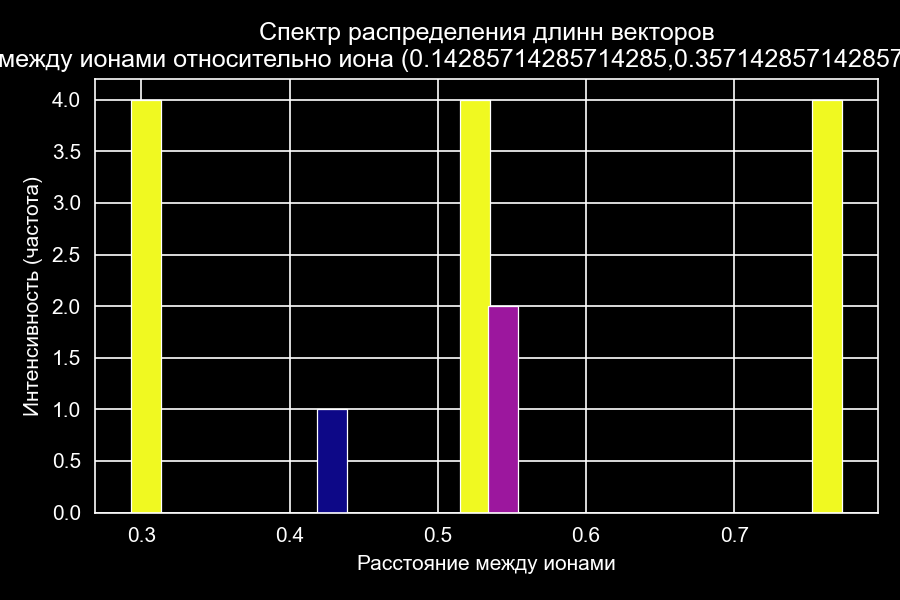 Спектр распределения длинн векторов
между ионами относительно иона (0.14285714285714285,0.357142857142857
4.0
3.5
3.0
2.5
2.0
1.5
1.0
0.5
0.0
Интенсивность (частота)
0.3 0.4 0.5 0.6 0.7
Расстояние между ионами